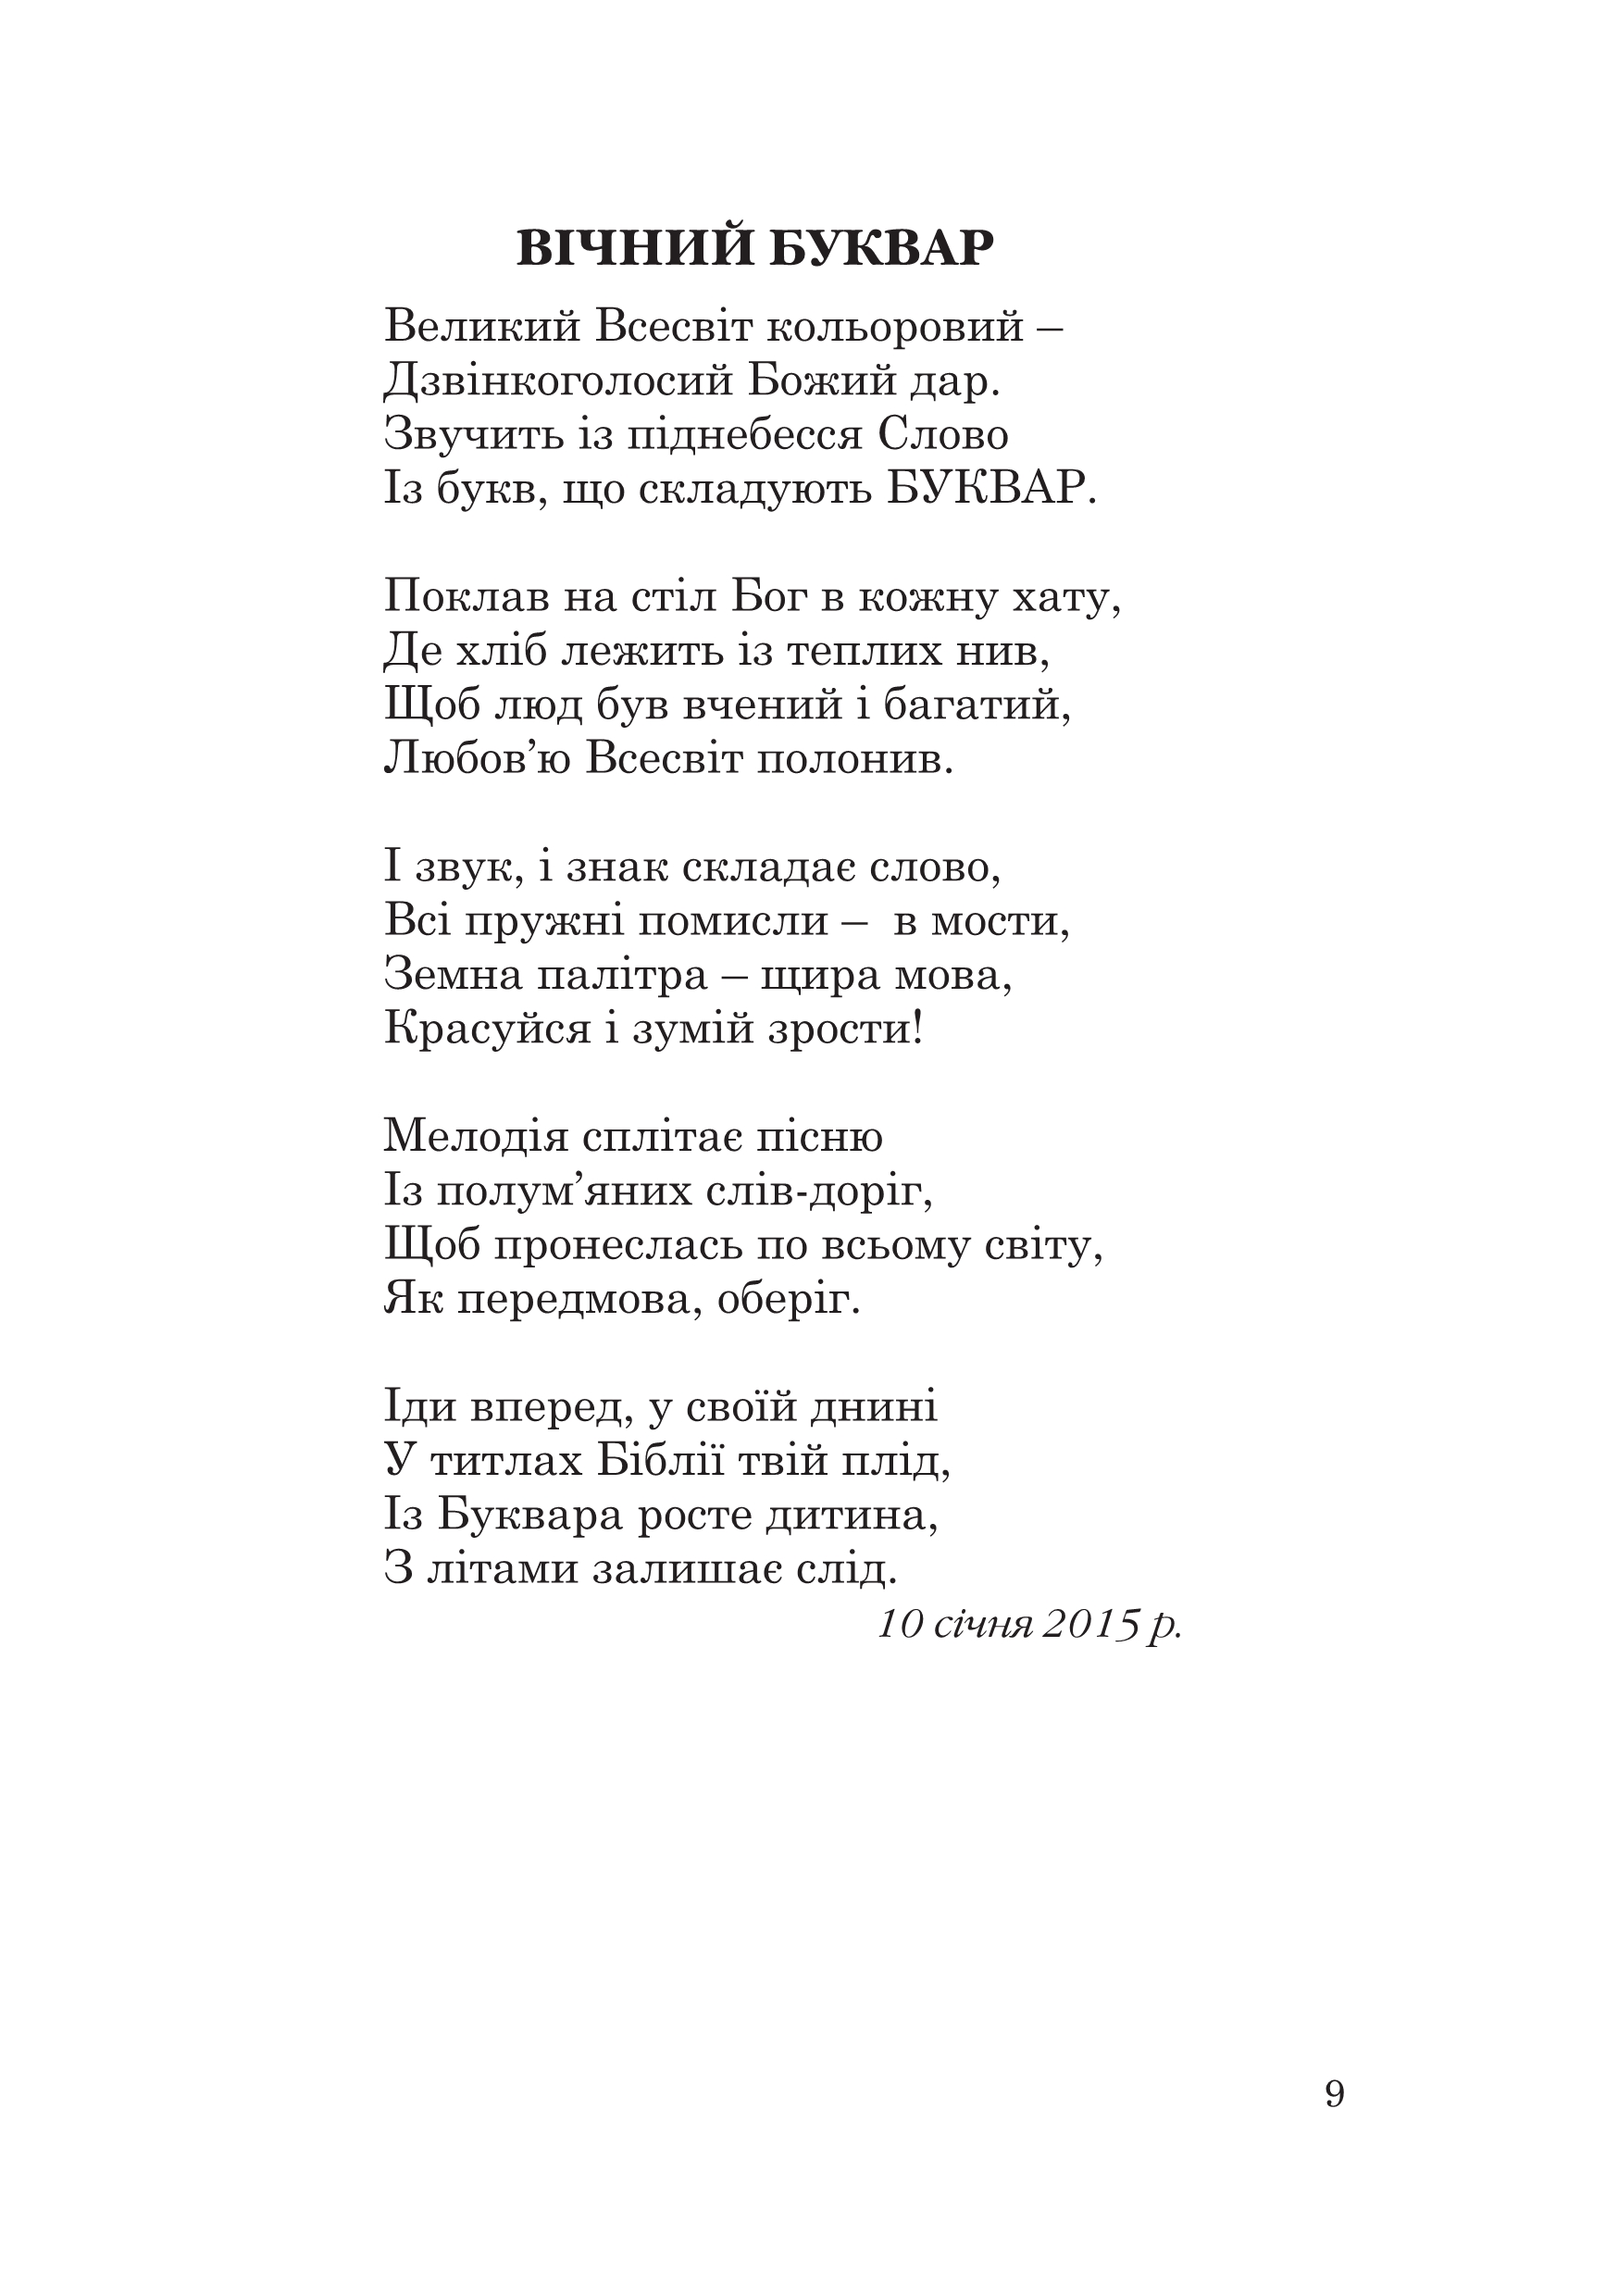 ВІЧНИЙ БУКВАР
Великий Всесвіт кольоровий –
Дзвінкоголосий Божий дар.
Звучить із піднебесся Слово
Із букв, що складують БУКВАР.
Поклав на стіл Бог в кожну хату,
Де хліб лежить із теплих нив,
Щоб люд був вчений і багатий,
Любов’ю Всесвіт полонив.
І звук, і знак складає слово,
Всі пружні помисли –  в мости,
Земна палітра – щира мова,
Красуйся і зумій зрости!
Мелодія сплітає пісню
Із полум’яних слів-доріг,
Щоб пронеслась по всьому світу,
Як передмова, оберіг.
Іди вперед, у своїй днині
У титлах Біблії твій плід,
Із Буквара росте дитина,
З літами залишає слід.
10 січня 2015 р.
9